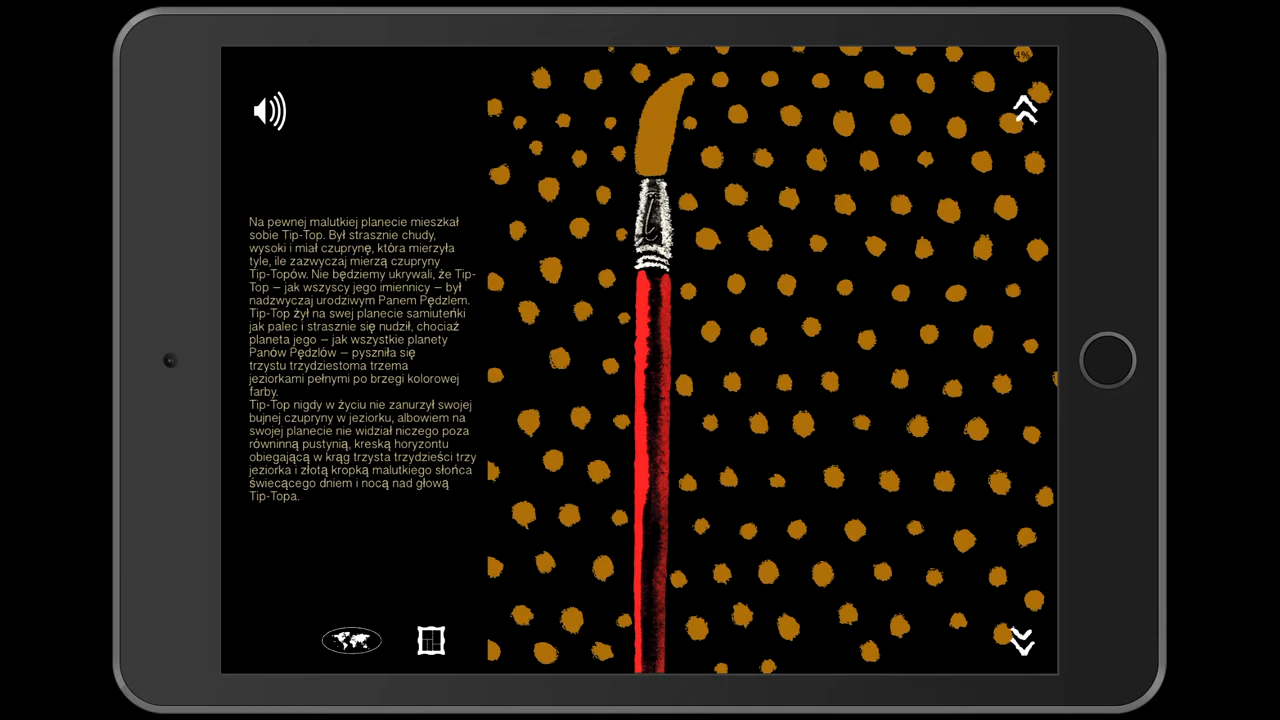 4%
Na pewnej malutkiej planecie mieszkał
sobie Tip-Top. Był strasznie chudy,
wysoki i miał czuprynę, która mierzyła
tyle, ile zazwyczaj mierzą czupryny
Tip-Topów. Nie będziemy ukrywali, że Tip-
Top – jak wszyscy jego imiennicy – był
nadzwyczaj urodziwym Panem Pędzlem.
Tip-Top żył na swej planecie samiuteńki
jak palec i strasznie się nudził, chociaż
planeta jego – jak wszystkie planety
Panów Pędzlów – pyszniła się
trzystu trzydziestoma trzema
jeziorkami pełnymi po brzegi kolorowej
farby.
Tip-Top nigdy w życiu nie zanurzył swojej
bujnej czupryny w jeziorku, albowiem na
swojej planecie nie widział niczego poza
równinną pustynią, kreską horyzontu
obiegającą w krąg trzysta trzydzieści trzy
jeziorka i złotą kropką malutkiego słońca
świecącego dniem i nocą nad głową
Tip-Topa.